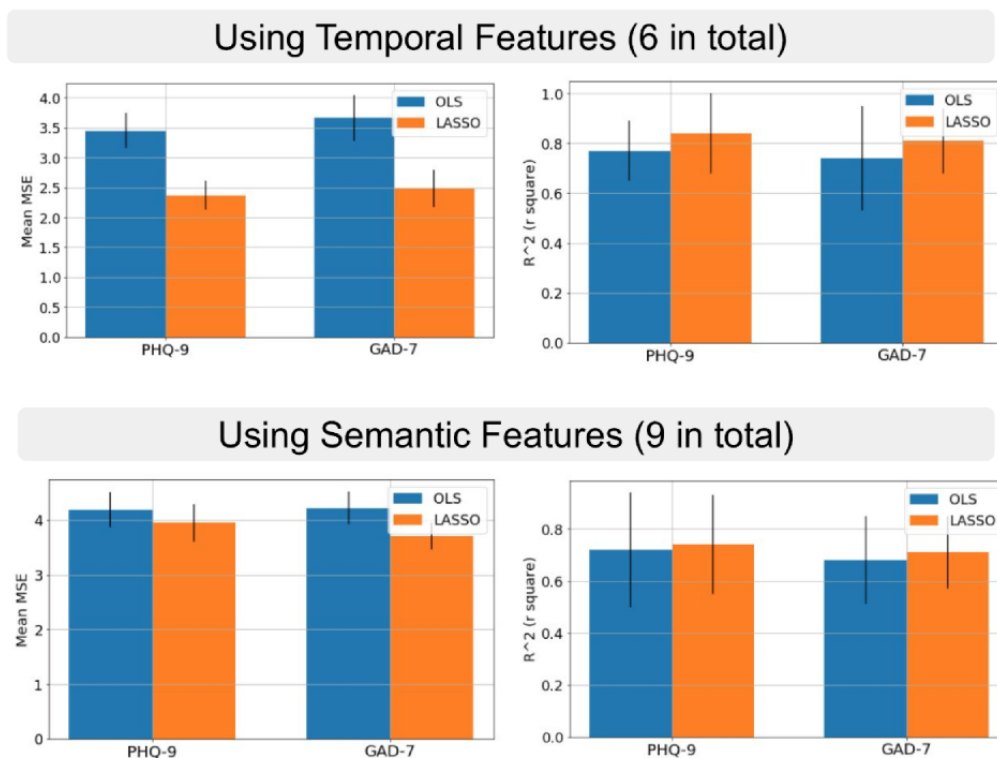 Using Temporal Features (6 in total)
4.0
3.5
3.0
2.5
2.0
1.5
1.0
0.5
0.0
Mean MSE
OLS
LASSO
PHQ-9
GAD-7
1.0
0.8
0.6
0.4
0.2
0.0
R^2 (r square)
OLS
LASSO
PHQ-9
GAD-7
Using Semantic Features (9 in total)
4
3
2
1
0
Mean MSE
OLS
LASSO
PHQ-9
GAD-7
0.8
0.6
0.4
0.2
0.0
R^2 (r square)
OLS
LASSO
PHQ-9
GAD-7